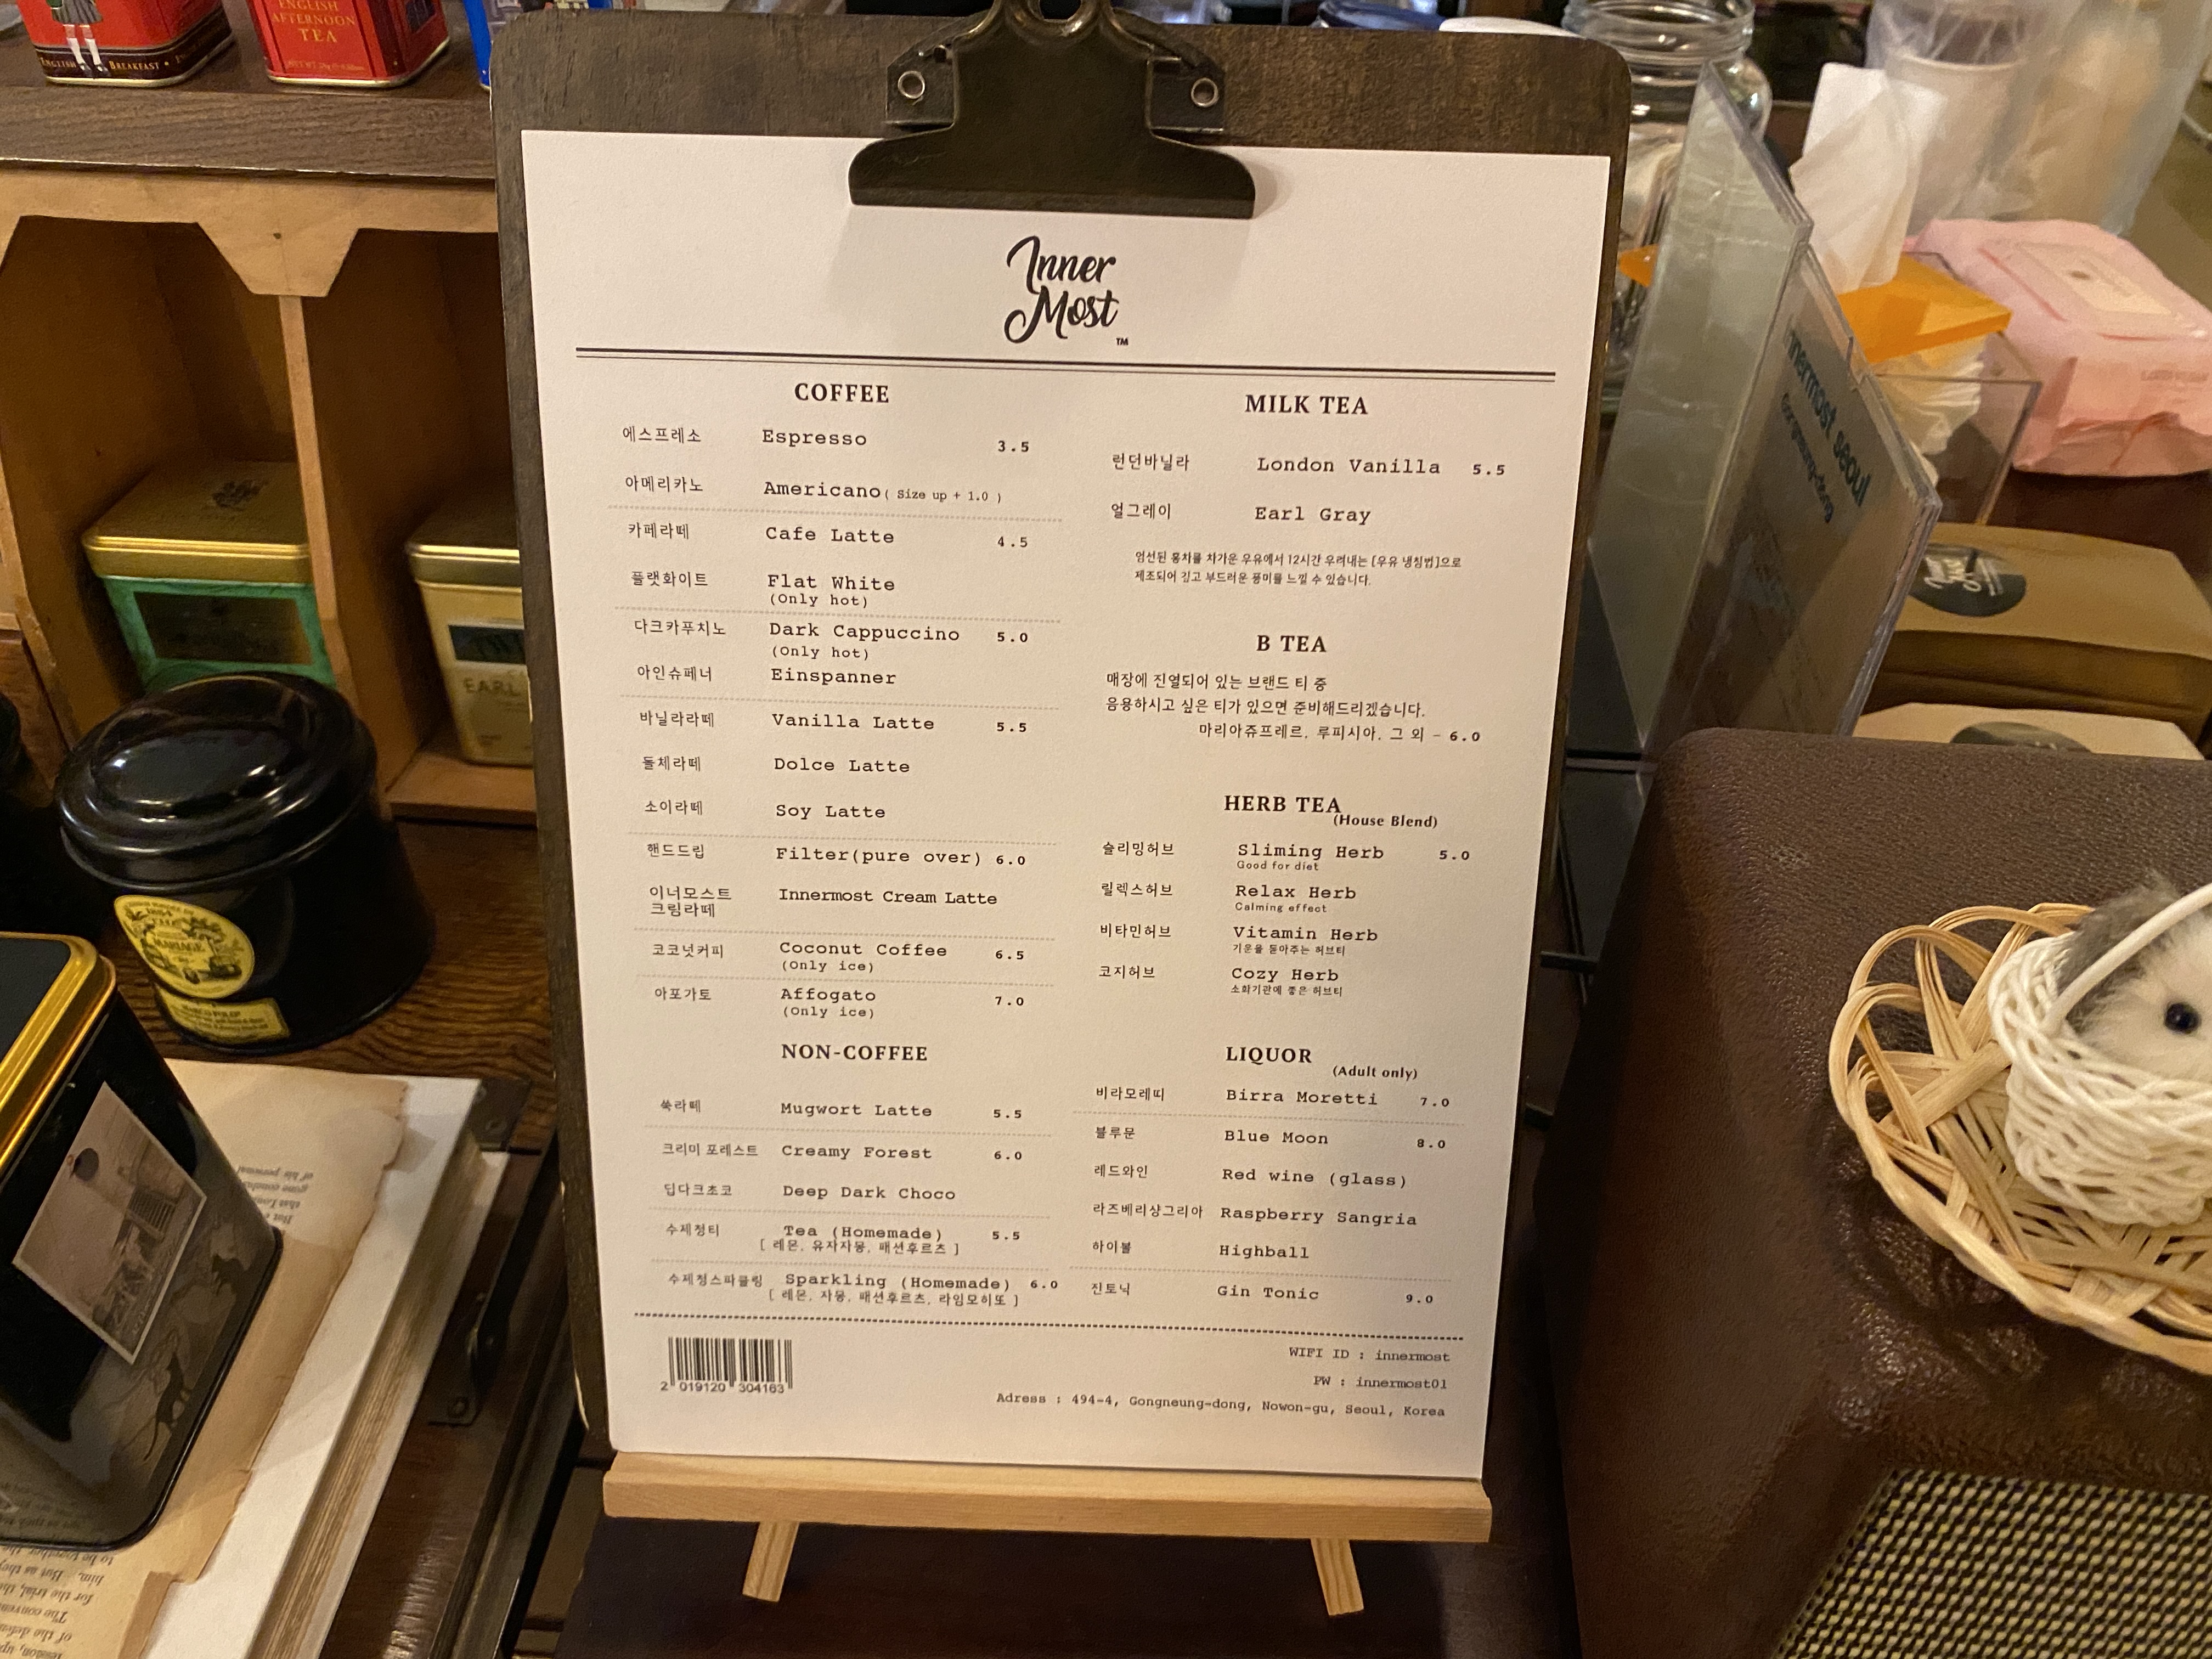 ENGLISH
AFTERNOON
TEA
ENGLISH BREAKFAST
Inner
Most
TM
COFFEE
에스프레소 Espresso 3.5
아메리카노 Americano( Size up + 1.0 )
카페라떼 Cafe Latte 4.5
플랫화이트 Flat White
(Only hot)
다크카푸치노 Dark Cappuccino 5.0
(Only hot)
아인슈페너 Einspanner
바닐라라떼 Vanilla Latte 5.5
돌체라떼 Dolce Latte
소이라떼 Soy Latte
핸드드립 Filter(pure over) 6.0
이너모스트
크림라떼 Innermost Cream Latte
코코넛커피 Coconut Coffee 6.5
(Only ice)
아포가토 Affogato 7.0
(Only ice)
NON-COFFEE
쑥라떼 Mugwort Latte 5.5
크리미 포레스트 Creamy Forest 6.0
딥다크초코 Deep Dark Choco
수제청티 Tea (Homemade) 5.5
[ 레몬, 유자자몽, 패션후르츠 ]
수제청스파클링 Sparkling (Homemade) 6.0
[ 레몬, 자몽, 패션후르츠, 라임모히또 ]
MILK TEA
런던바닐라 London Vanilla 5.5
얼그레이 Earl Gray
엄선된 홍차를 차가운 우유에서 12시간 우려내는 [우유 냉침법]으로
제조되어 깊고 부드러운 풍미를 느낄 수 있습니다.
B TEA
매장에 진열되어 있는 브랜드 티 중
음용하시고 싶은 티가 있으면 준비해드리겠습니다.
마리아쥬프레르, 루피시아, 그 외 - 6.0
HERB TEA
(House Blend)
슬리밍허브 Sliming Herb 5.0
Good for diet
릴렉스허브 Relax Herb
Calming effect
비타민허브 Vitamin Herb
기운을 돋아주는 허브티
코지허브 Cozy Herb
소화기관에 좋은 허브티
LIQUOR
(Adult only)
비라모레띠 Birra Moretti 7.0
블루문 Blue Moon 8.0
레드와인 Red wine (glass)
라즈베리샹그리아 Raspberry Sangria
하이볼 Highball
진토닉 Gin Tonic 9.0
WIFI ID : innermost
PW : innermost01
Adress : 494-4, Gongneung-dong, Nowon-gu, Seoul, Korea
2 019120 304163
EARL
MARIAGE
nnermost seoul